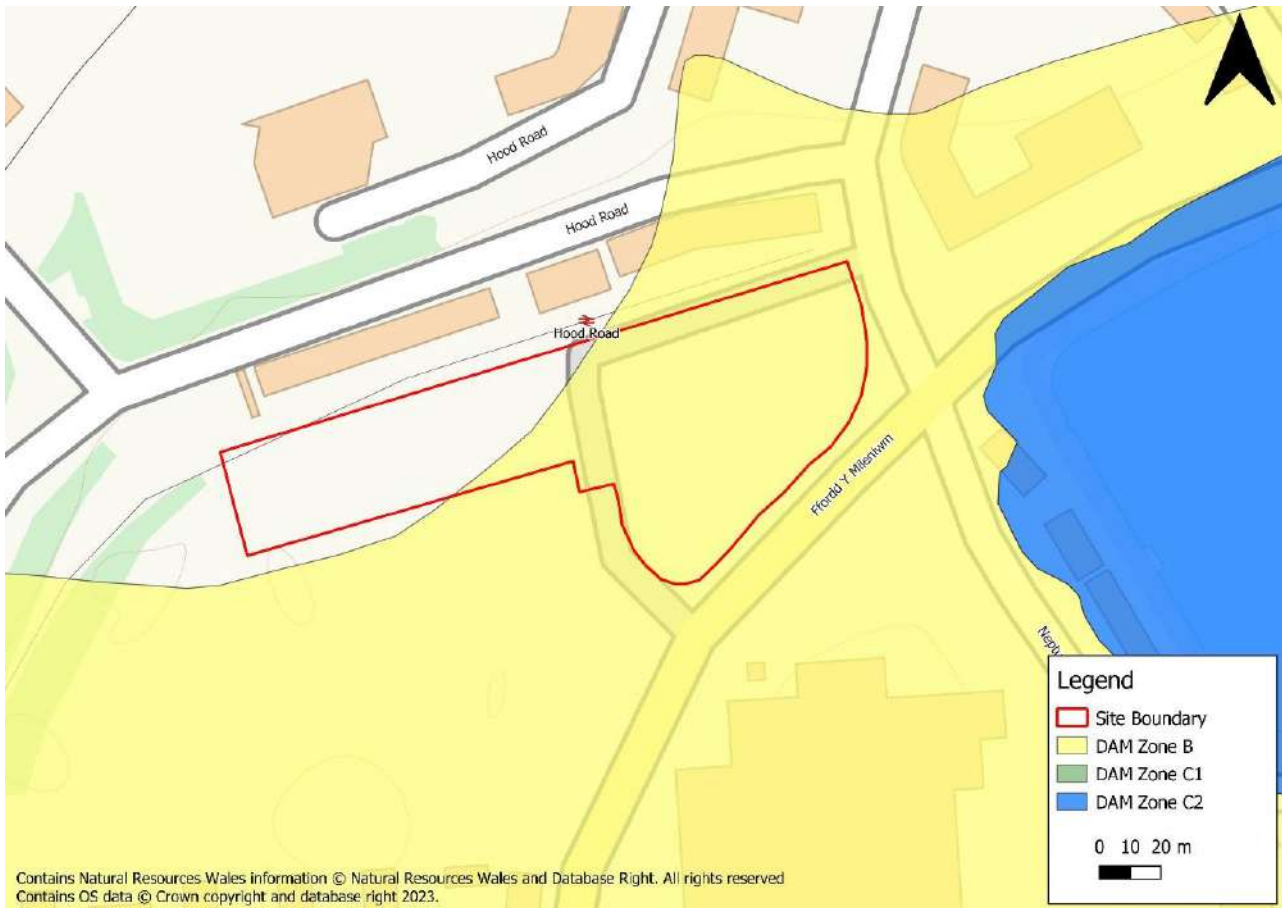 Hood Road
Hood Road
Hood Road
Ffordd Y Mileniwm
Nept
Legend
Site Boundary
DAM Zone B
DAM Zone C1
DAM Zone C2
0 10 20 m
Contains Natural Resources Wales information © Natural Resources Wales and Database Right. All rights reserved
Contains OS data © Crown copyright and database right 2023.